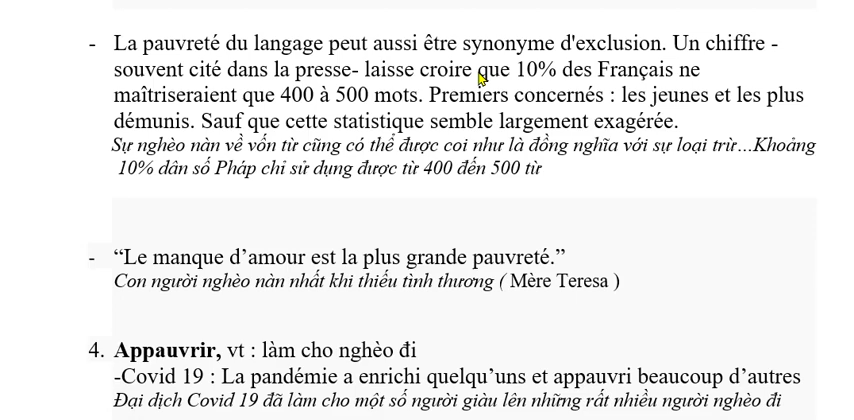 - La pauvreté du langage peut aussi être synonyme d'exclusion. Un chiffre -
souvent cité dans la presse- laisse croire que 10% des Français ne
maîtriseraient que 400 à 500 mots. Premiers concernés : les jeunes et les plus
démunis. Sauf que cette statistique semble largement exagérée.
Sự nghèo nàn về vốn từ cũng có thể được coi như là đồng nghĩa với sự loại trừ...Khoảng
10% dân số Pháp chỉ sử dụng được từ 400 đến 500 từ
- “Le manque d’amour est la plus grande pauvreté.”
Con người nghèo nàn nhất khi thiếu tình thương ( Mère Teresa )
4. Appauvrir, vt : làm cho nghèo đi
-Covid 19 : La pandémie a enrichi quelqu’uns et appauvri beaucoup d’autres
Đại dịch Covid 19 đã làm cho một số người giàu lên những rất nhiều người nghèo đi